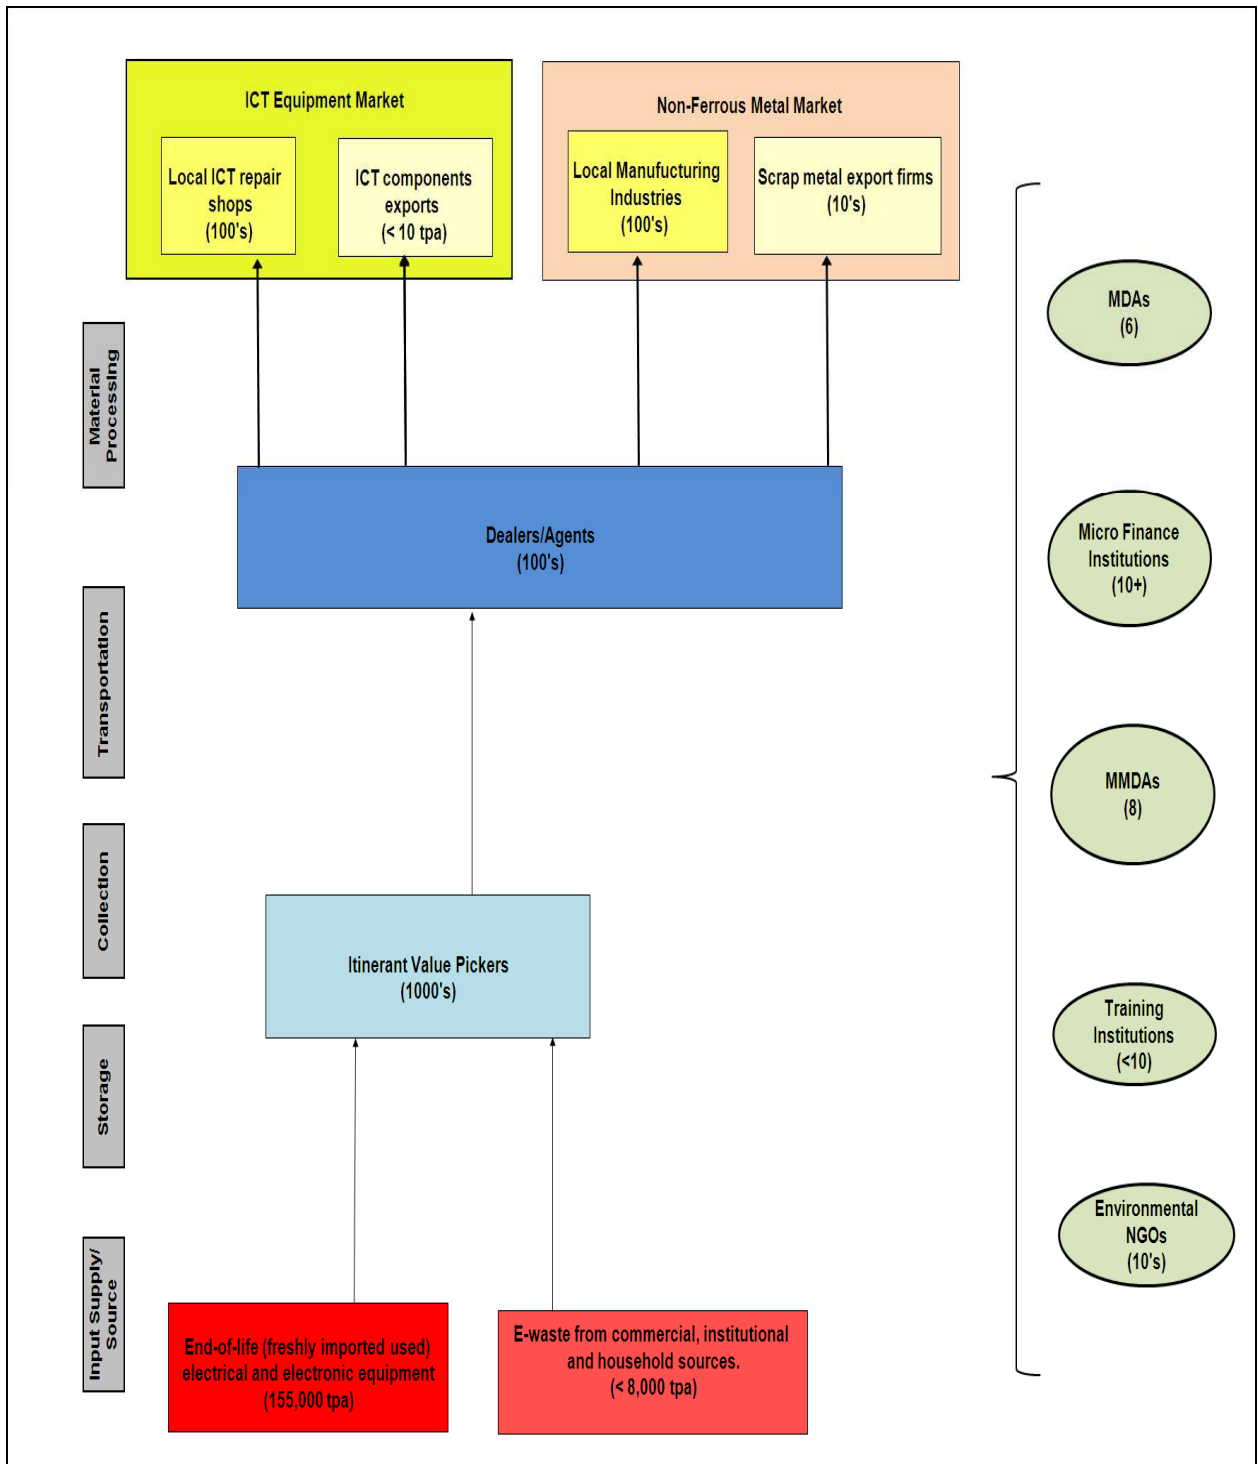 ICT Equipment Market
Local ICT repair
shops
(100's)
ICT components
exports
(< 10 tpa)
Non-Ferrous Metal Market
Local Manufucturing
Industries
(100's)
Scrap metal export firms
(10's)
Material
Processing
Dealers/Agents
(100's)
Transportation
Collection
Itinerant Value Pickers
(1000's)
Storage
Input Supply/
Source
End-of-life (freshly imported used)
electrical and electronic equipment
(155,000 tpa)
E-waste from commercial, institutional
and household sources.
(< 8,000 tpa)
MDAs
(6)
Micro Finance
Institutions
(10+)
MMDAs
(8)
Training
Institutions
(<10)
Environmental
NGOs
(10's)